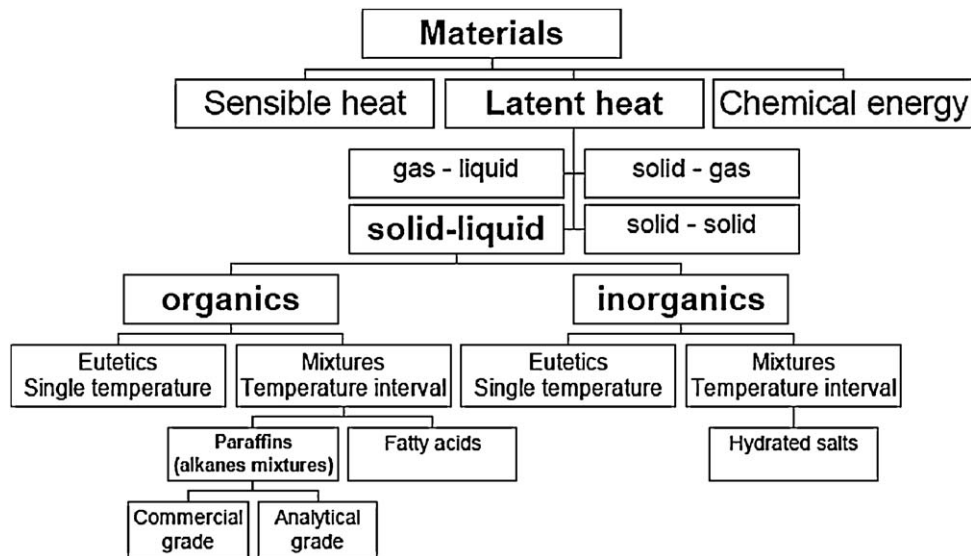 Materials
Sensible heat
Latent heat
Chemical energy
gas - liquid
solid - gas
solid-liquid
solid - solid
organics
inorganics
Eutetics
Single temperature
Mixtures
Temperature interval
Eutetics
Single temperature
Mixtures
Temperature interval
Paraffins
(alkanes mixtures)
Fatty acids
Hydrated salts
Commercial
grade
Analytical
grade